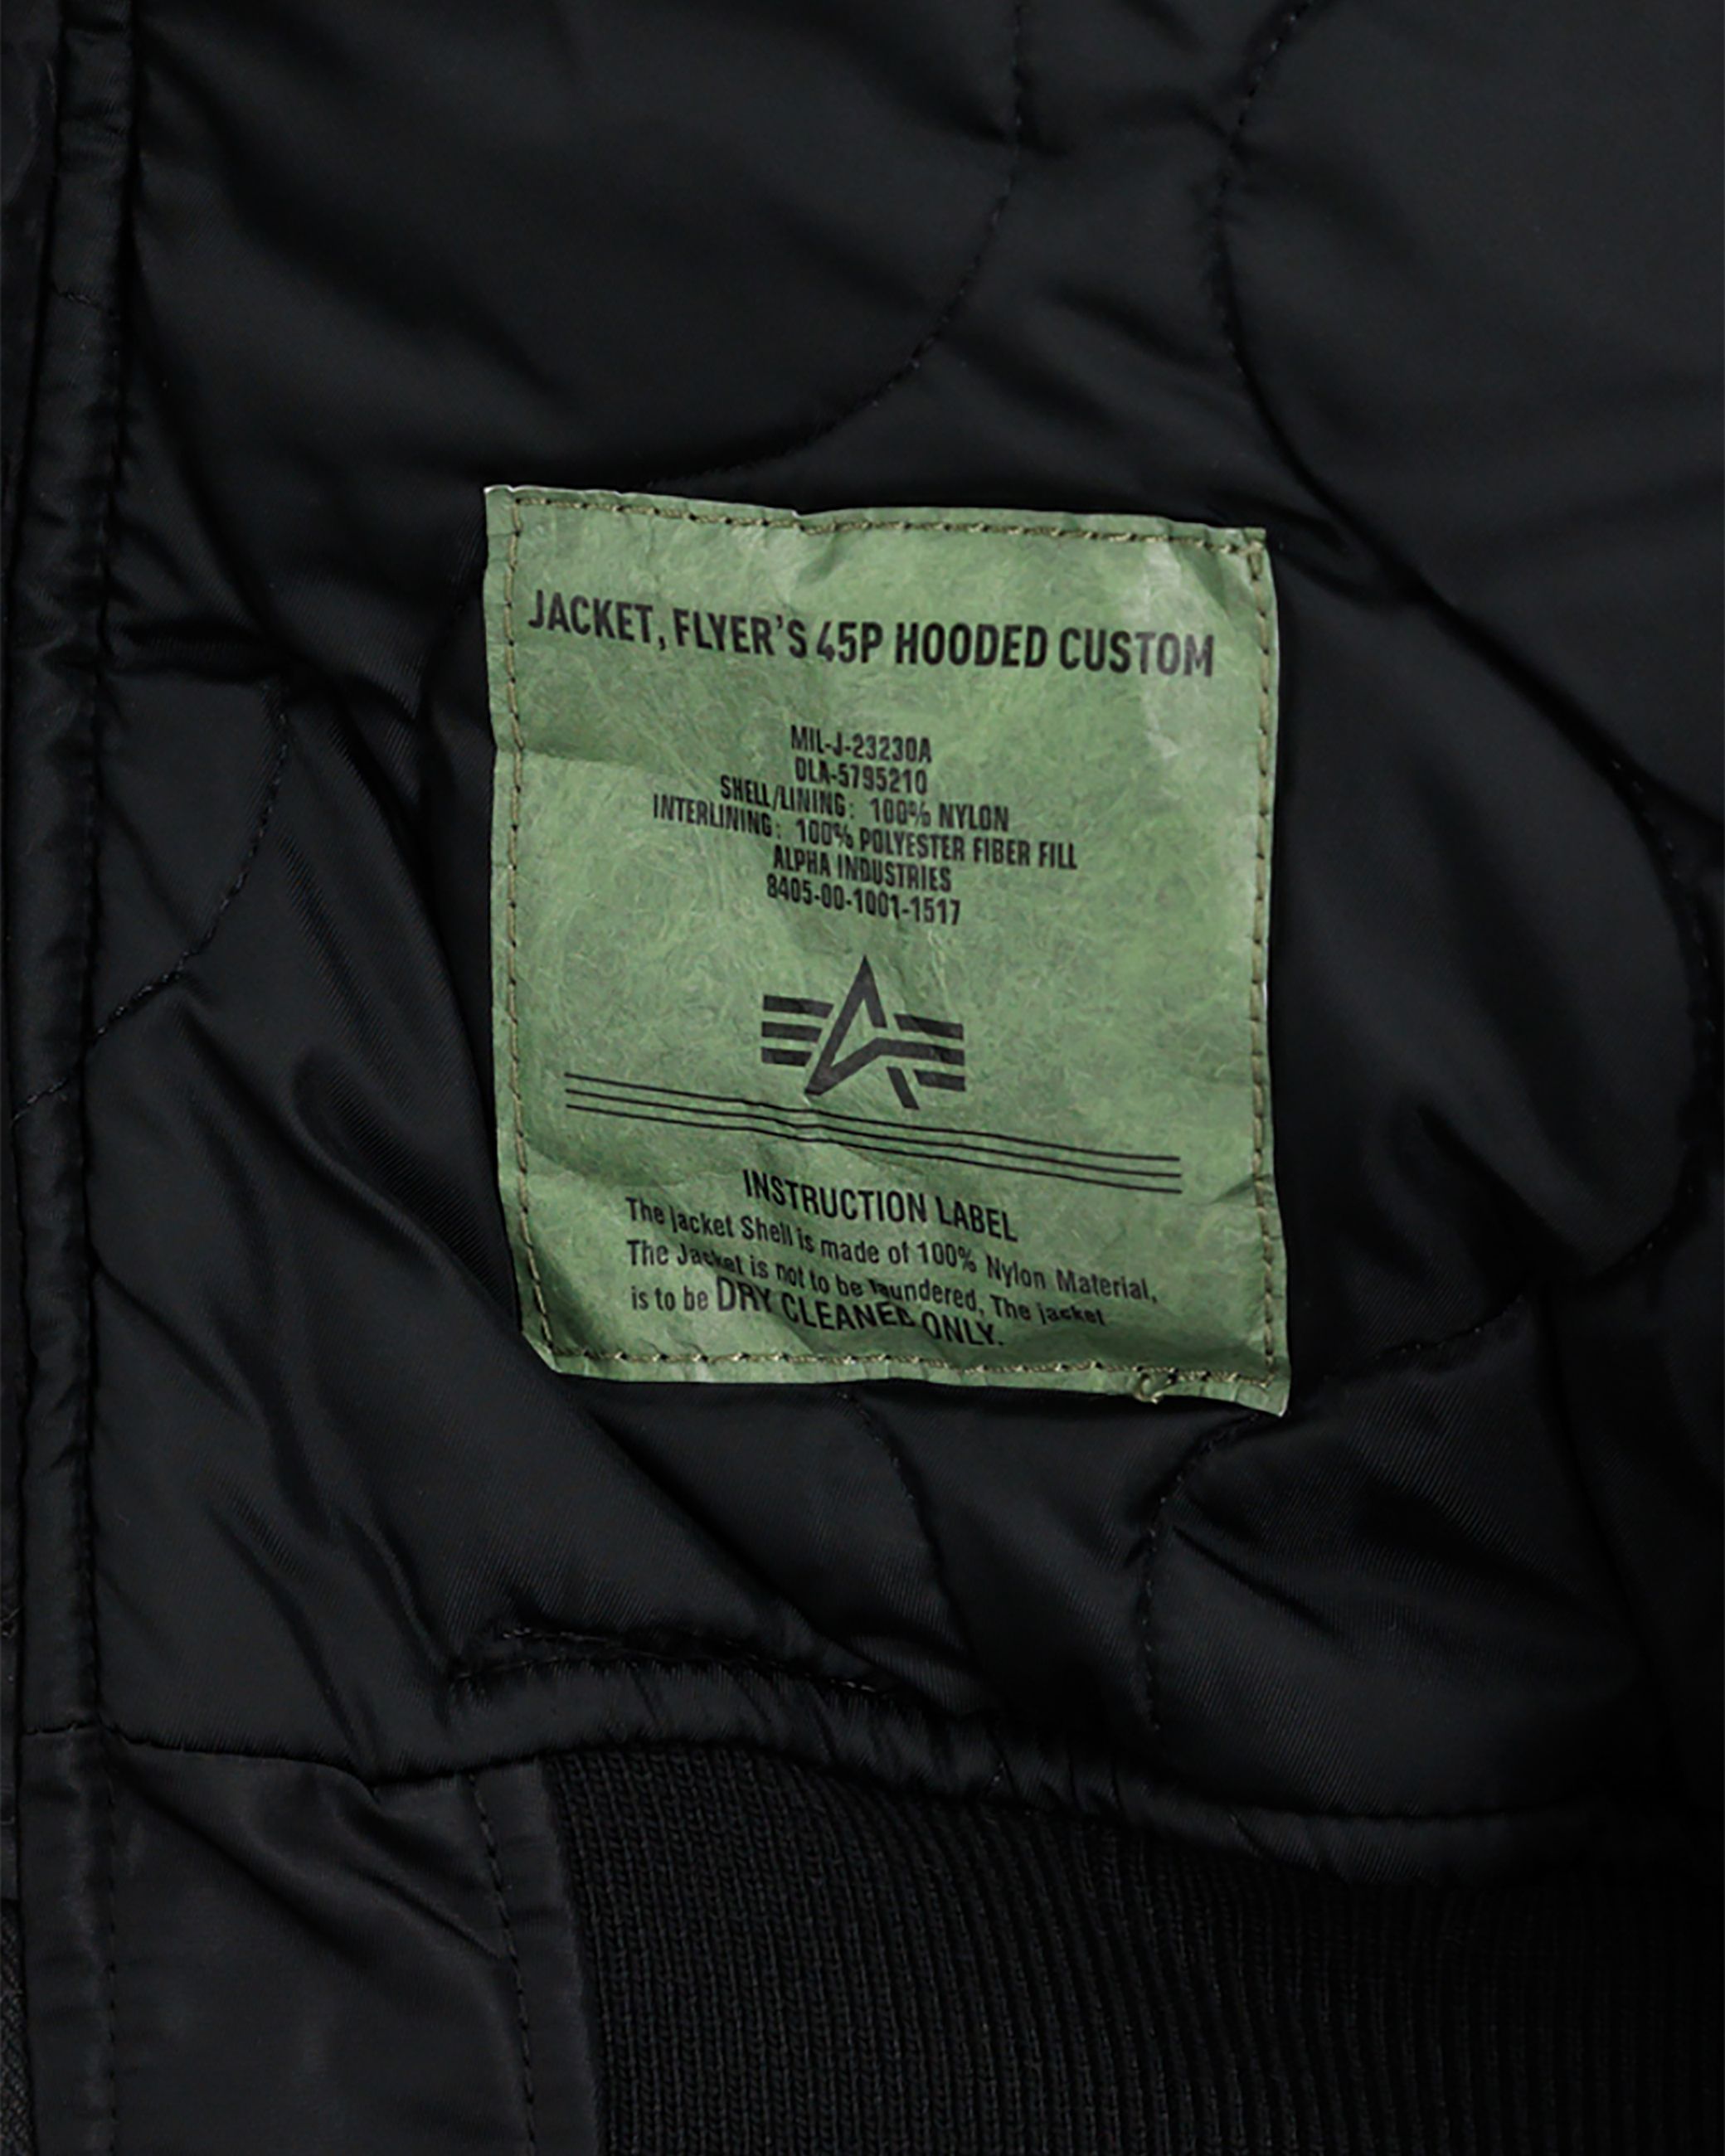 JACKET, FLYER'S 45P HOODED CUSTOM
MIL-J-23230A
DLA-5795210
SHELL/LINING: 100% NYLON
INTERLINING: 100% POLYESTER FIBER FILL
ALPHA INDUSTRIES
8405-00-1001-1517
INSTRUCTION LABEL
The jacket Shell is made of 100% Nylon Material,
The Jacket is not to be laundered, The jacket
is to be DRY CLEANED ONLY.